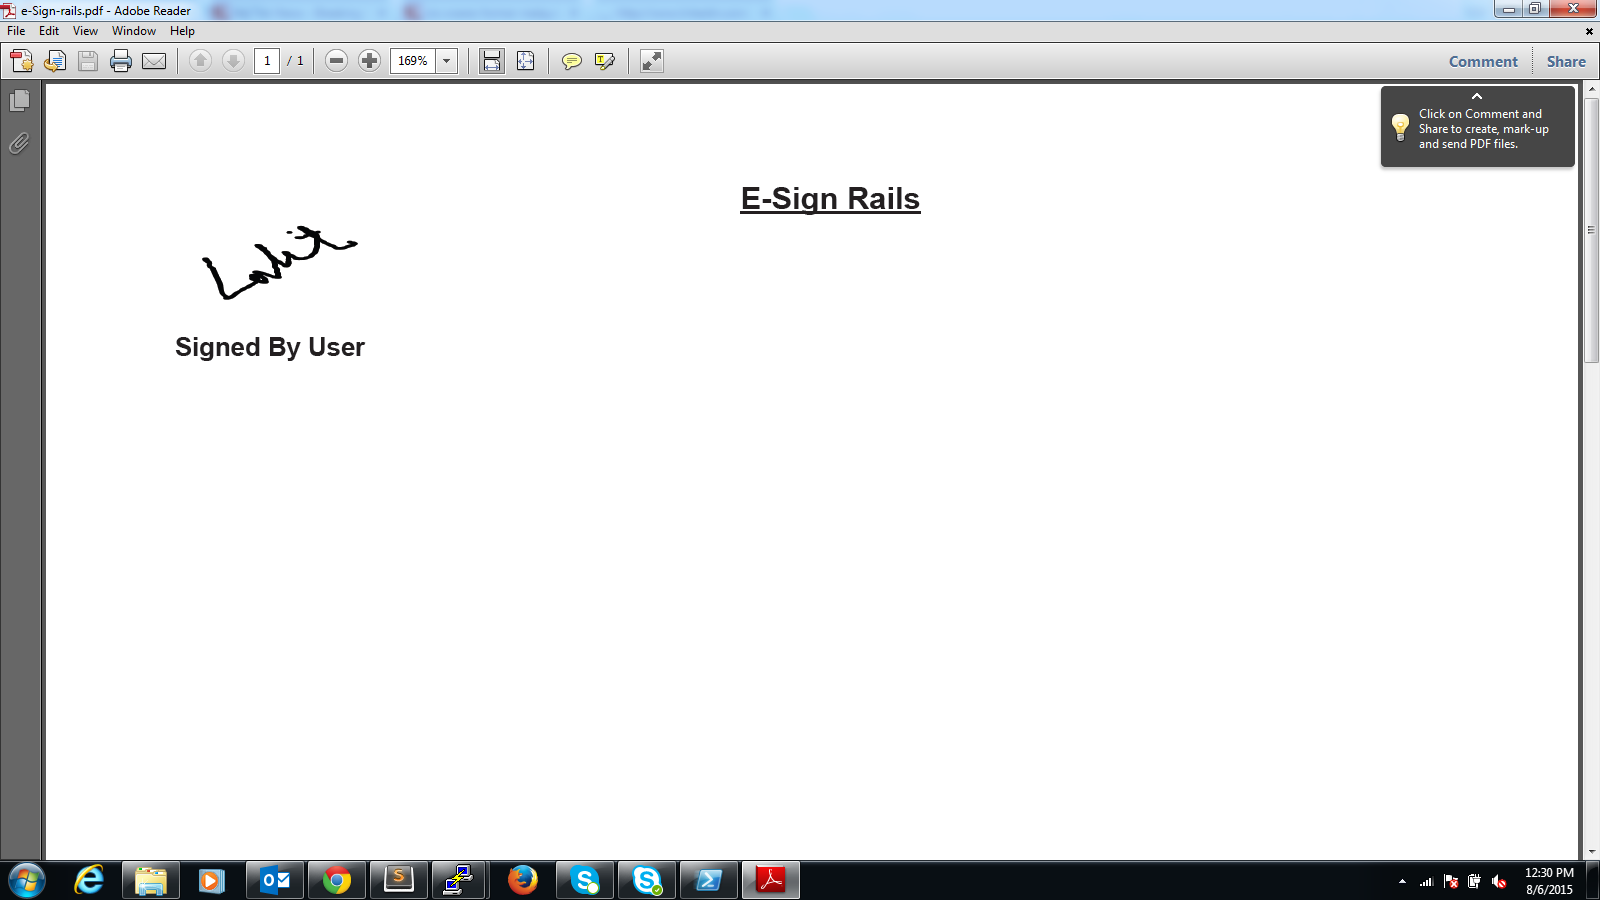 e-Sign-rails.pdf - Adobe Reader
File Edit View Window Help
1 / 1 169% Comment Share
Click on Comment and
Share to create, mark-up
and send PDF files.
E-Sign Rails
Signed By User
12:30 PM
8/6/2015